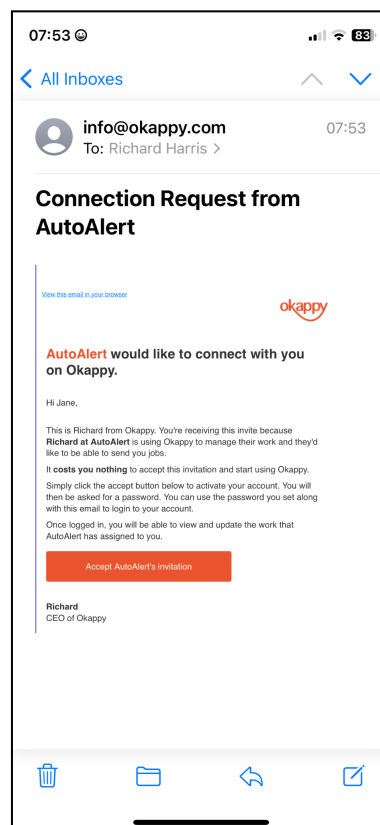 07:53
83
All Inboxes
info@okappy.com
07:53
To: Richard Harris >
Connection Request from
AutoAlert
View this email in your browser
okappy
AutoAlert would like to connect with you
on Okappy.
Hi Jane,
This is Richard from Okappy. You're receiving this invite because
Richard at AutoAlert is using Okappy to manage their work and they'd
like to be able to send you jobs.
It costs you nothing to accept this invitation and start using Okappy.
Simply click the accept button below to activate your account. You will
then be asked for a password. You can use the password you set along
with this email to login to your account.
Once logged in, you will be able to view and update the work that
AutoAlert has assigned to you.
Accept AutoAlert's invitation
Richard
CEO of Okappy